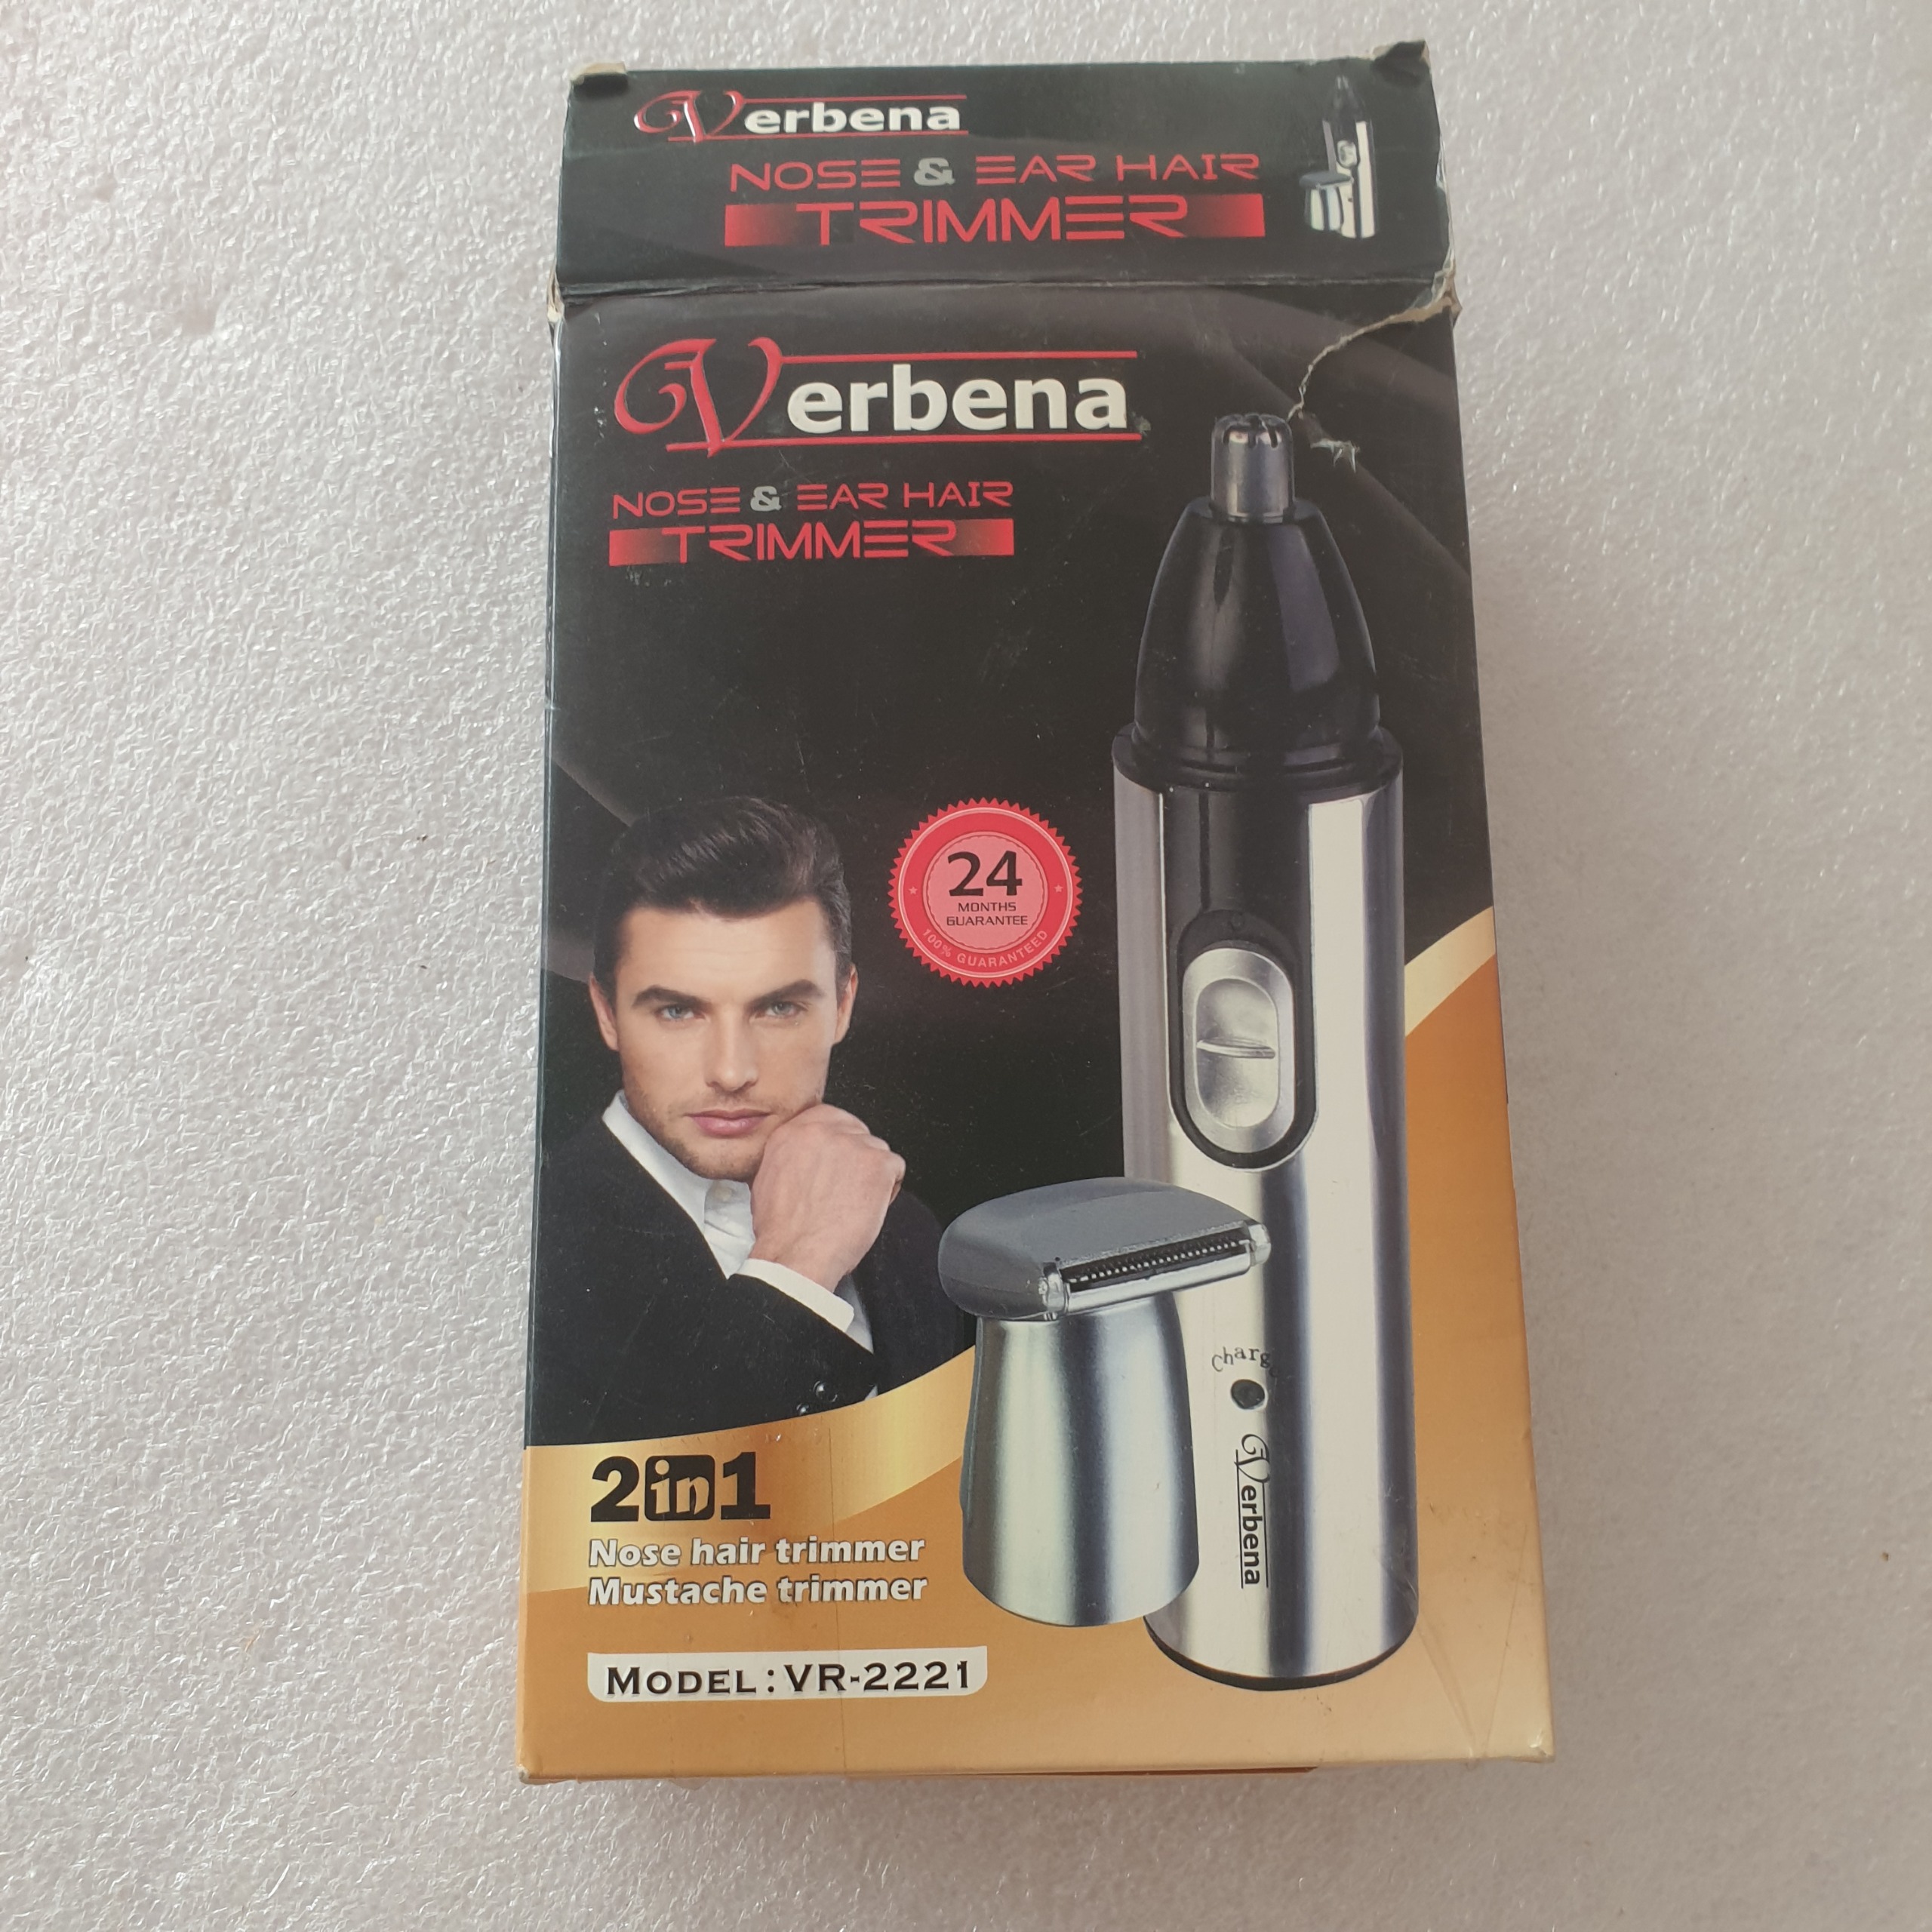 Verbena
NOSE & EAR HAIR
TRIMMER
Verbena
NOSE & EAR HAIR
TRIMMER
24
MONTHS
GUARANTEE
100% GUARANTEED
Charg
Verbena
2in1
Nose hair trimmer
Mustache trimmer
MODEL:VR-2221